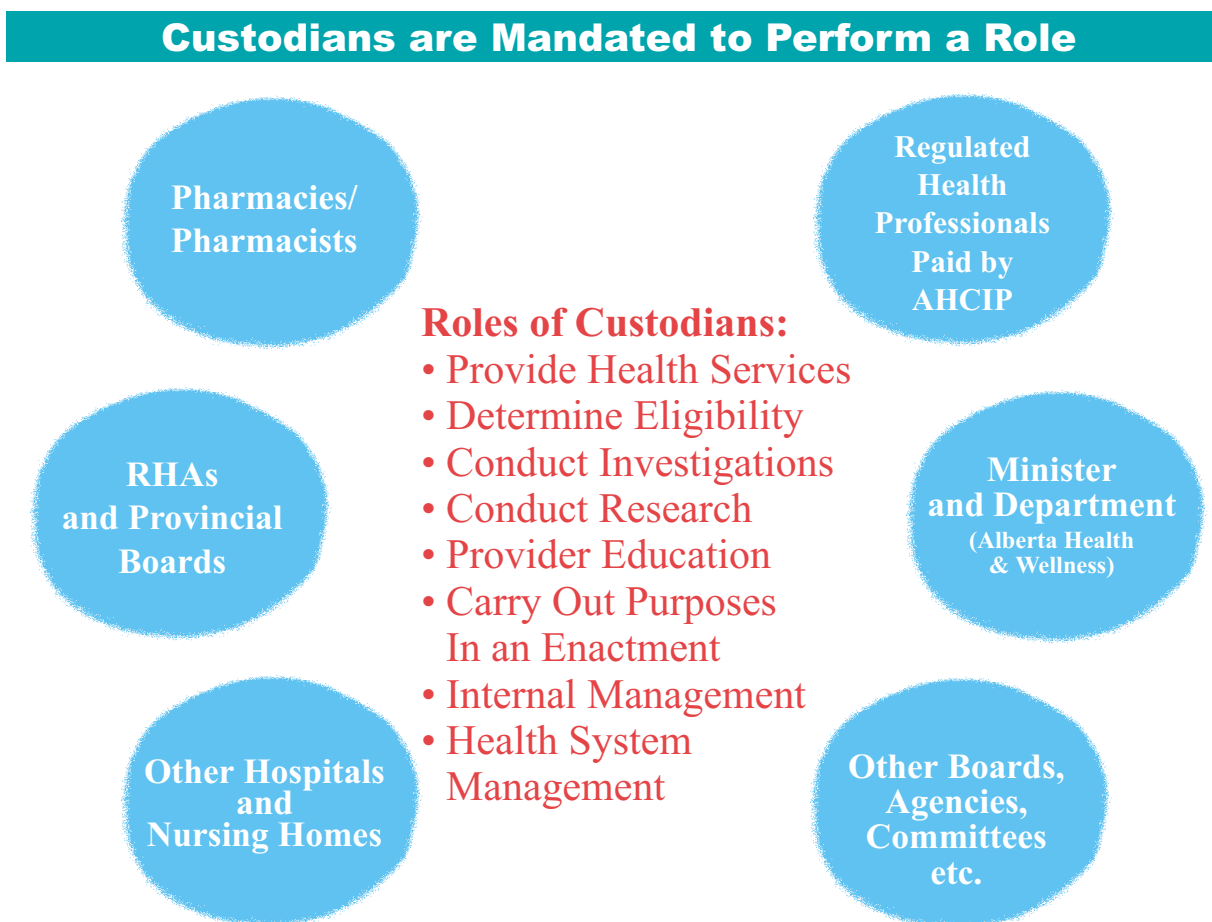 Custodians are Mandated to Perform a Role
Pharmacies/
Pharmacists
Regulated
Health
Professionals
Paid by
AHCIP
Roles of Custodians:
• Provide Health Services
• Determine Eligibility
• Conduct Investigations
• Conduct Research
• Provider Education
• Carry Out Purposes
In an Enactment
• Internal Management
• Health System
Management
RHAs
and Provincial
Boards
Minister
and Department
(Alberta Health
& Wellness)
Other Hospitals
and
Nursing Homes
Other Boards,
Agencies,
Committees
etc.